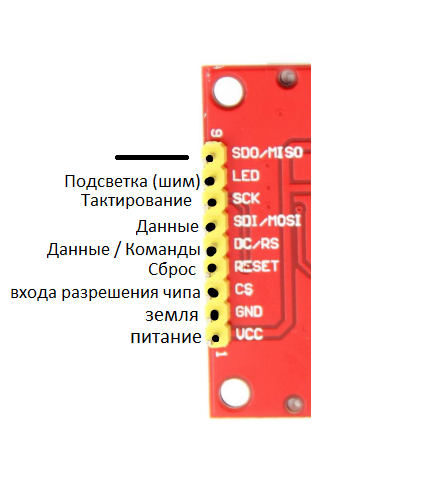 9
SDO/MISO
Подсветка (шим) LED
Тактирование SCK
Данные SDI/MOSI
Данные / Команды DC/RS
Сброс RESET
входа разрешения чипа CS
земля GND
питание VCC
1